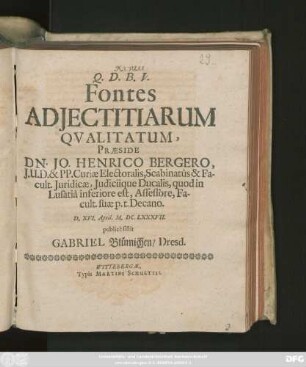 Q. D. B. V.
Fontes
ADJECTITIARUM
QVALITATUM,
PRÆSIDE
DN. JO. HENRICO BERGERO,
J.U.D. & PP. Curiæ Electoralis, Scabinatûs & Fa-
cult. Juridicæ, Judiciique Ducalis, quod in
Lusatiâ inferiore est, Assessore, Fa-
cult. suæ p.t. Decano.
D. XVI. April. M. DC. LXXXVII.
publicè sistit
GABRIEL Blümichen/ Dresd.
WITTEBERGÆ,
Typis MARTINI SCHULTZII.